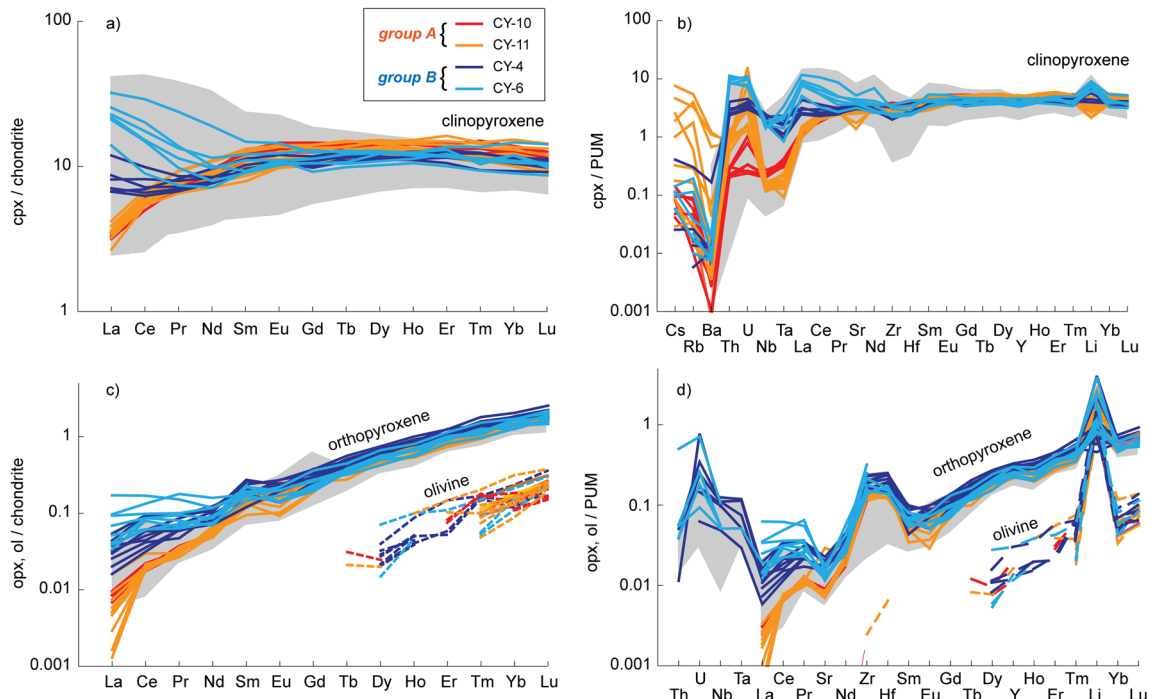 a)
group A { CY-10
CY-11
group B { CY-4
CY-6
clinopyroxene
cpx / chondrite
100
10
1
La Ce Pr Nd Sm Eu Gd Tb Dy Ho Er Tm Yb Lu
b)
clinopyroxene
cpx / PUM
100
10
1
0.1
0.01
0.001
Cs Ba U Ta Ce Sr Zr Sm Gd Dy Ho Tm Yb
Rb Th Nb La Pr Nd Hf Eu Tb Y Er Li Lu
c)
orthopyroxene
olivine
opx, ol / chondrite
1
0.1
0.01
0.001
La Ce Pr Nd Sm Eu Gd Tb Dy Ho Er Tm Yb Lu
d)
orthopyroxene
olivine
opx, ol / PUM
1
0.1
0.01
0.001
U Ta Ce Sr Zr Sm Gd Dy Ho Tm Yb
Th Nb La Pr Nd Hf Eu Tb Y Er Li Lu